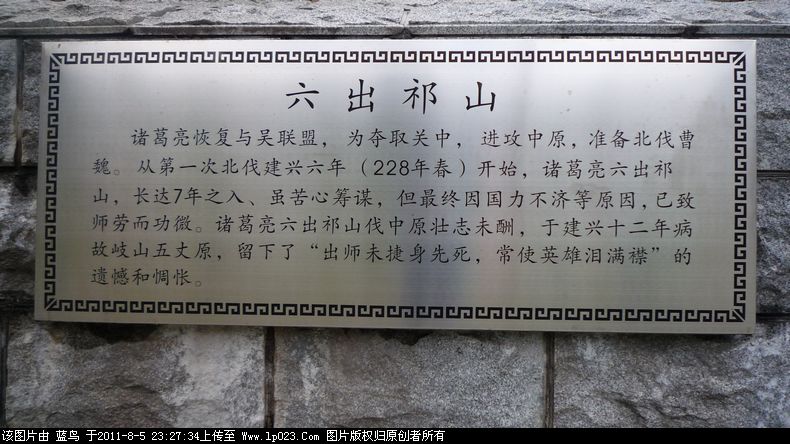 六出祁山
诸葛亮恢复与吴联盟，为夺取关中，进攻中原，准备北伐曹
魏。从第一次北伐建兴六年（228年春）开始，诸葛亮六出祁
山，长达7年之入、虽苦心筹谋，但最终因国力不济等原因，已致
师劳而功微。诸葛亮六出祁山伐中原壮志未酬，于建兴十二年病
故岐山五丈原，留下了“出师未捷身先死，常使英雄泪满襟”的
遗憾和惆怅。
该图片由 蓝鸟 于2011-8-5 23:27:34上传至 Www.lp023.Com 图片版权归原创者所有